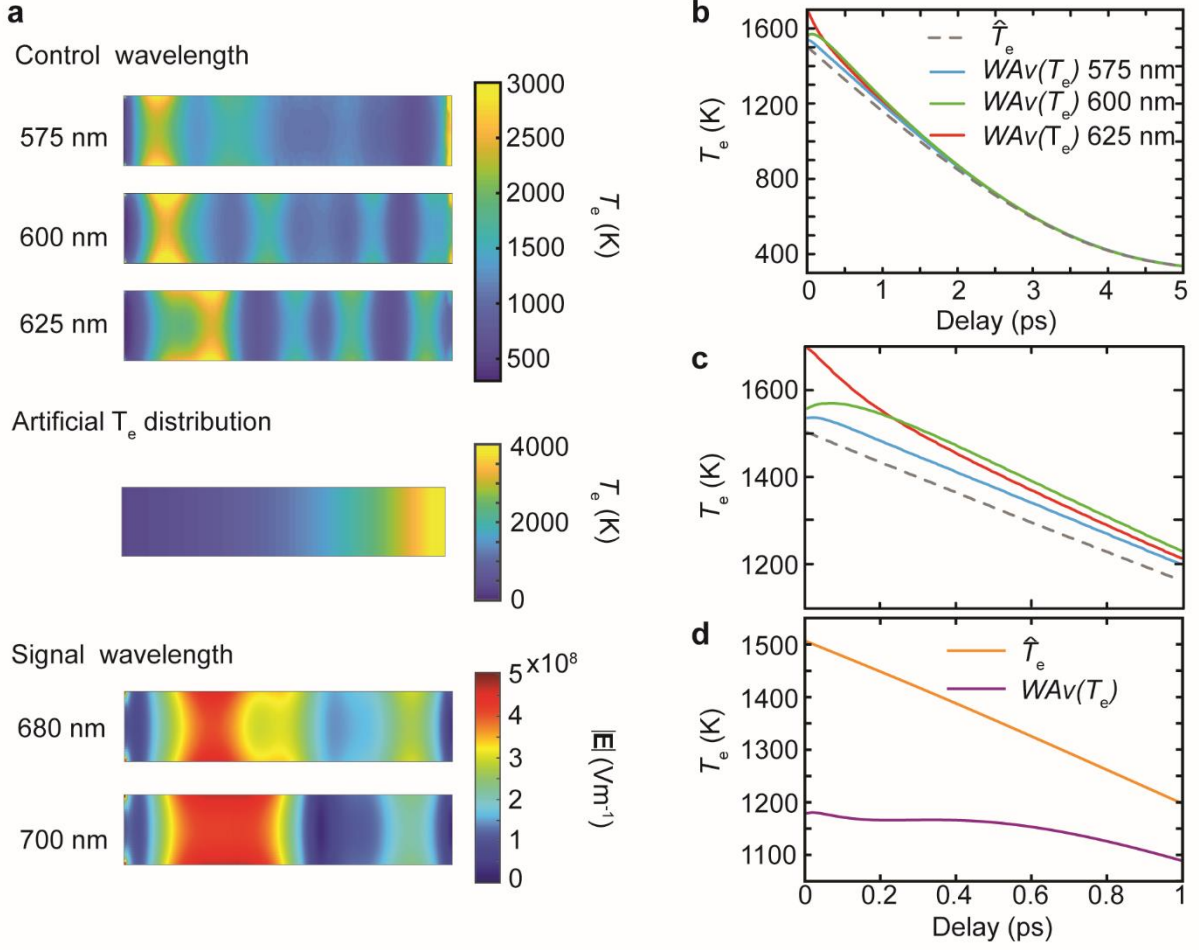 a
Control wavelength
575 nm
600 nm
625 nm
3000
2500
2000
1500
1000
500
Te (K)
Artificial Te distribution
4000
2000
0
Te (K)
Signal wavelength
680 nm
700 nm
5 x10⁸
4
3
2
1
0
|E| (Vm⁻¹)
b
1600
1200
800
400
Te (K)
T̂e
WAv(Te) 575 nm
WAv(Te) 600 nm
WAv(Te) 625 nm
0 1 2 3 4 5
Delay (ps)
c
1600
1400
1200
Te (K)
d
1500
1400
1300
1200
1100
Te (K)
T̂e
WAv(Te)
0 0.2 0.4 0.6 0.8 1
Delay (ps)